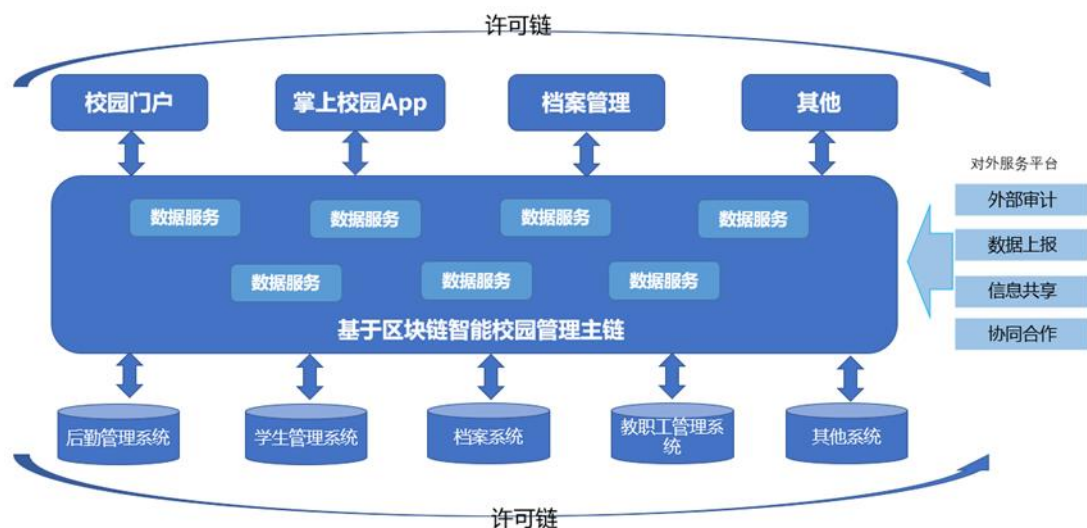 许可链
校园门户
掌上校园App
档案管理
其他
对外服务平台
外部审计
数据上报
信息共享
协同合作
数据服务
数据服务
数据服务
数据服务
数据服务
数据服务
数据服务
基于区块链智能校园管理主链
后勤管理系统
学生管理系统
档案系统
教职工管理系
统
其他系统
许可链